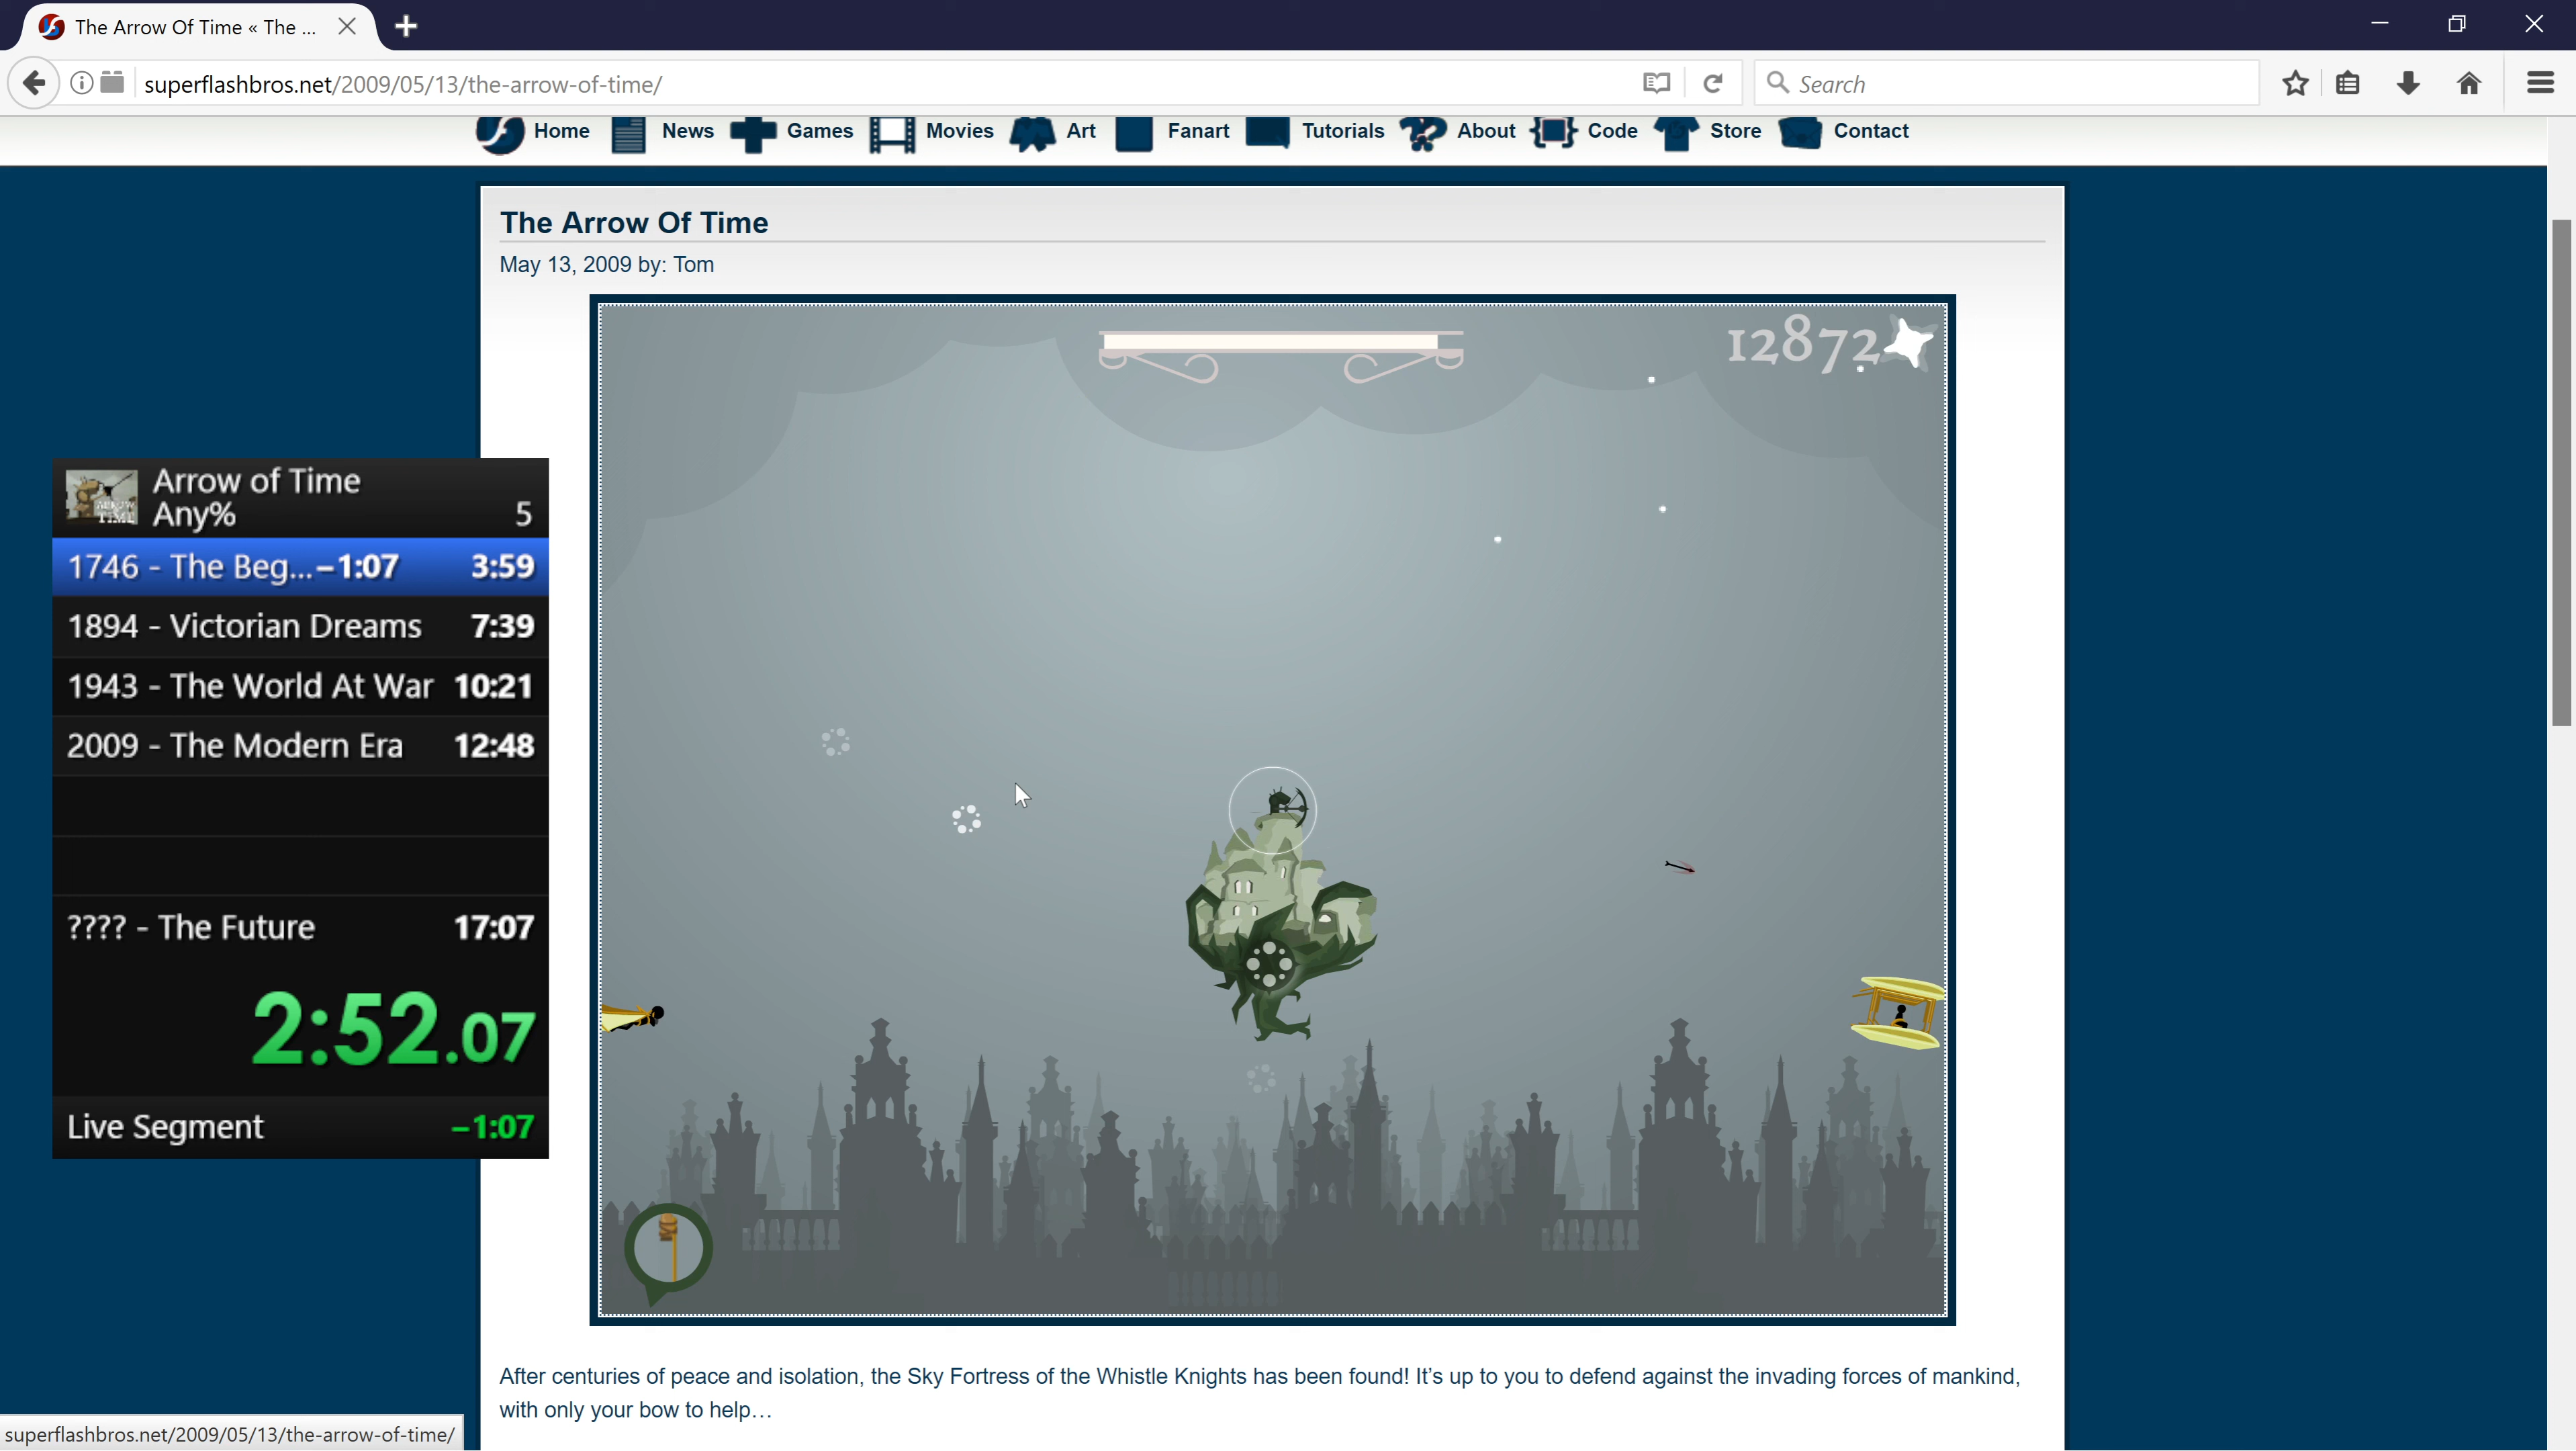 The Arrow Of Time « The ...
superflashbros.net/2009/05/13/the-arrow-of-time/
Search
Home News Games Movies Art Fanart Tutorials About Code Store Contact
The Arrow Of Time
May 13, 2009 by: Tom
12872
Arrow of Time
Any% 5
1746 - The Beg... −1:07 3:59
1894 - Victorian Dreams 7:39
1943 - The World At War 10:21
2009 - The Modern Era 12:48
???? - The Future 17:07
2:52.07
Live Segment −1:07
After centuries of peace and isolation, the Sky Fortress of the Whistle Knights has been found! It's up to you to defend against the invading forces of mankind,
with only your bow to help...
superflashbros.net/2009/05/13/the-arrow-of-time/